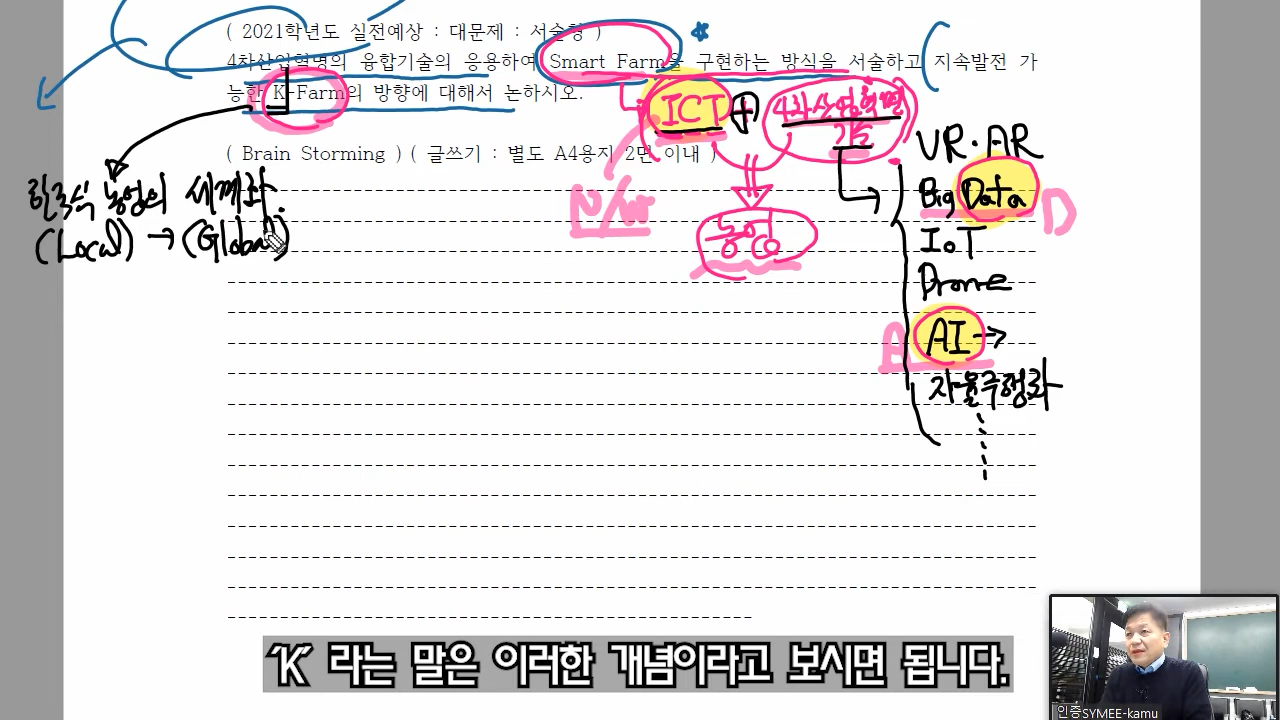 ( 2021학년도 실전예상 : 대문제 : 서술형 )
4차산업혁명의 융합기술의 응용하여 Smart Farm을 구현하는 방식을 서술하고 지속발전 가
능한 K-Farm의 방향에 대해서 논하시오.
ICT + 4차산업혁명
기술
( Brain Storming ) ( 글쓰기 : 별도 A4용지 2면 이내 )
VR·AR
한국식 농업의 세계화.
(Local) → (Global)
N/W
농업
Big Data D
IoT
Drone
A AI →
자율주행화
'K' 라는 말은 이러한 개념이라고 보시면 됩니다.
인증SYMEE-kamu